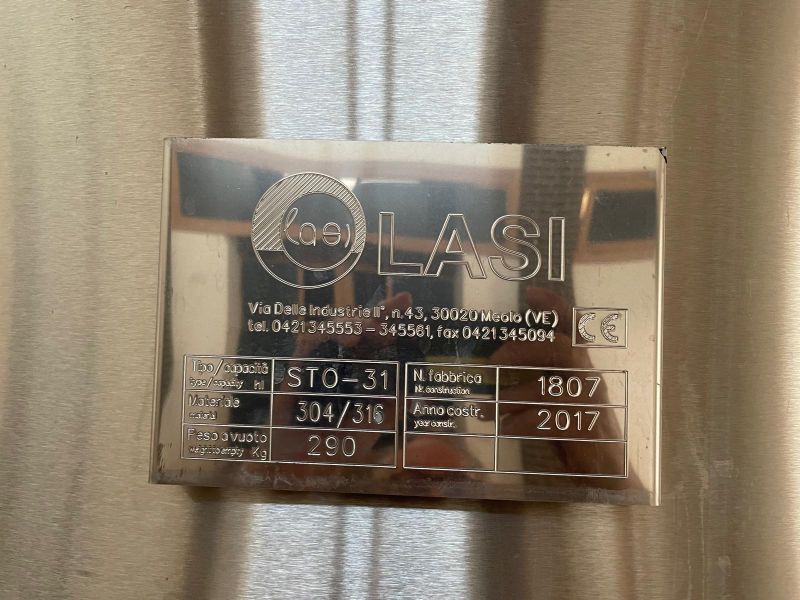 lasi LASI
Via Delle Industrie II°, n.43, 30020 Meolo (VE)
tel. 0421345553 - 345561, fax 0421345094
CE
Tipo/capacità
type/capacity Hl
STO-31
Materiale
material
304/316
Peso a vuoto
weight to empty Kg
290
N. fabbrica
Nr. construction
1807
Anno costr.
year constr.
2017